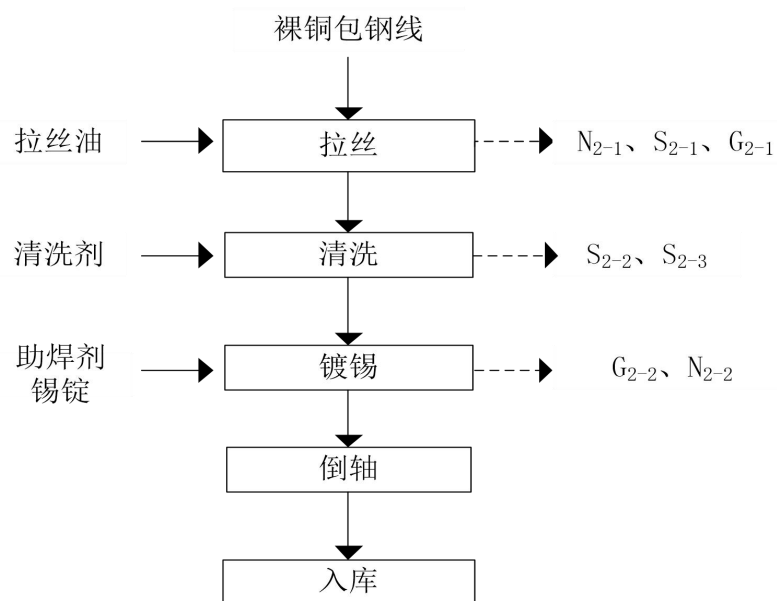 裸铜包钢线
拉丝油
拉丝
N2-1、S2-1、G2-1
清洗剂
清洗
S2-2、S2-3
助焊剂
锡锭
镀锡
G2-2、N2-2
倒轴
入库